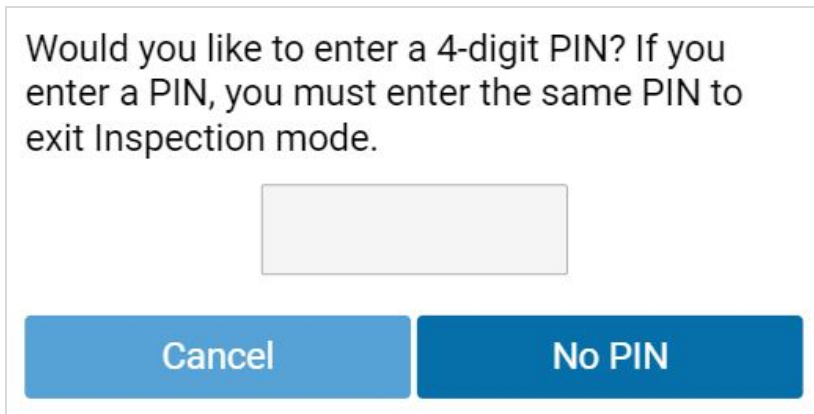 Would you like to enter a 4-digit PIN? If you
enter a PIN, you must enter the same PIN to
exit Inspection mode.
Cancel
No PIN